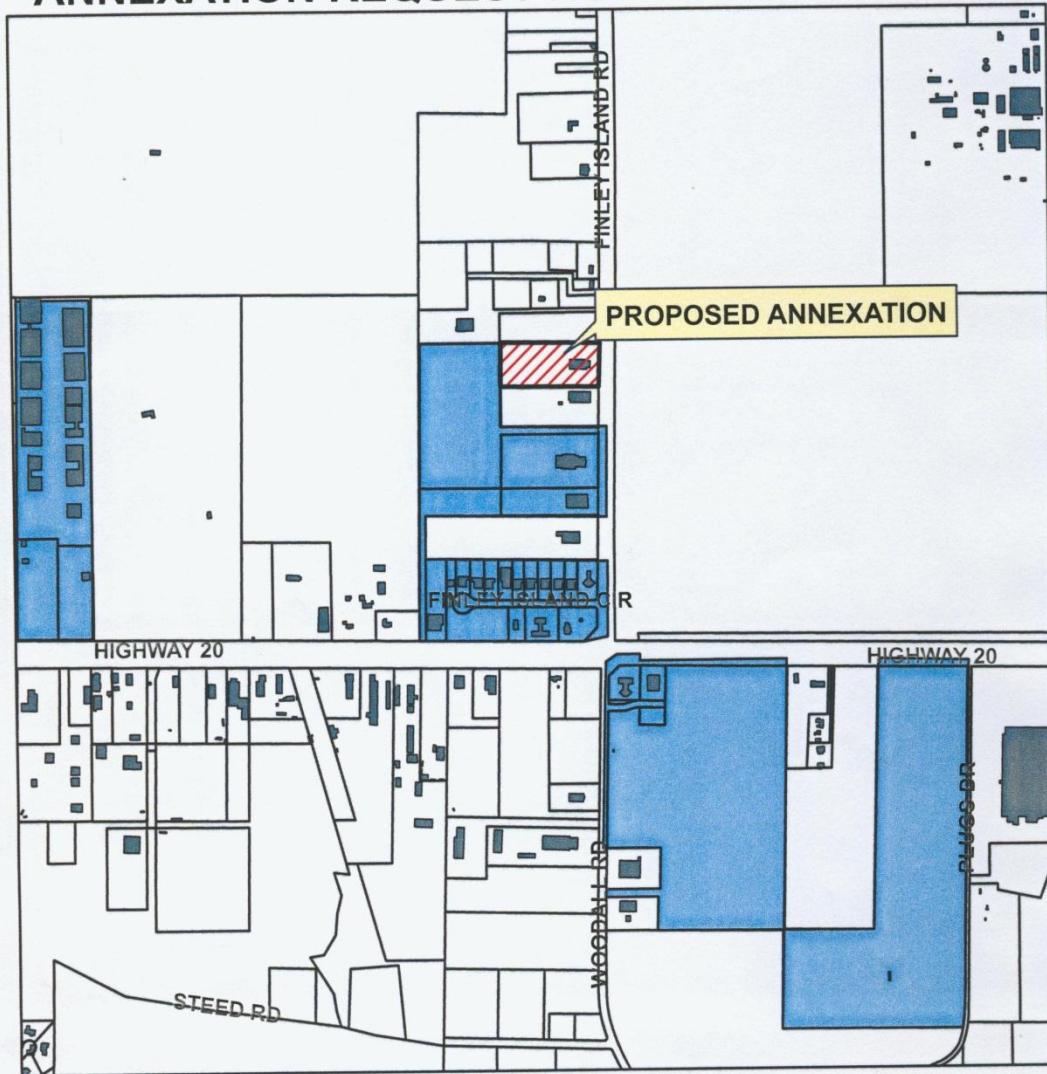 ANNEXATION REQUEST
FINLEY ISLAND RD
PROPOSED ANNEXATION
FINLEY ISLAND CIR
HIGHWAY 20
HIGHWAY 20
WOODALL RD
PLUGS DR
STEED RD